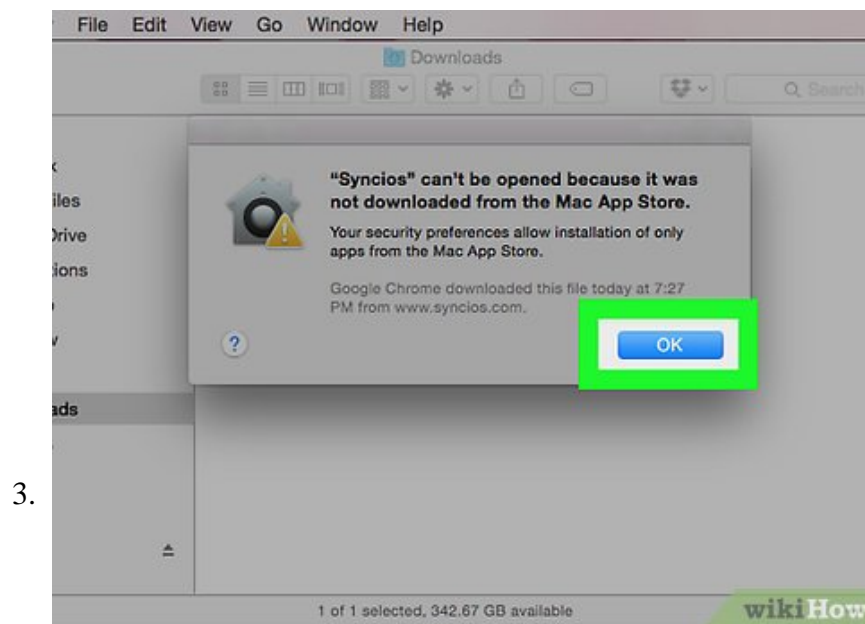 File Edit View Go Window Help
Downloads
Search
"Syncios" can't be opened because it was
not downloaded from the Mac App Store.
Your security preferences allow installation of only
apps from the Mac App Store.
Google Chrome downloaded this file today at 7:27
PM from www.syncios.com.
? OK
iles
Drive
ions
ads
3.
1 of 1 selected, 342.67 GB available
wikiHow